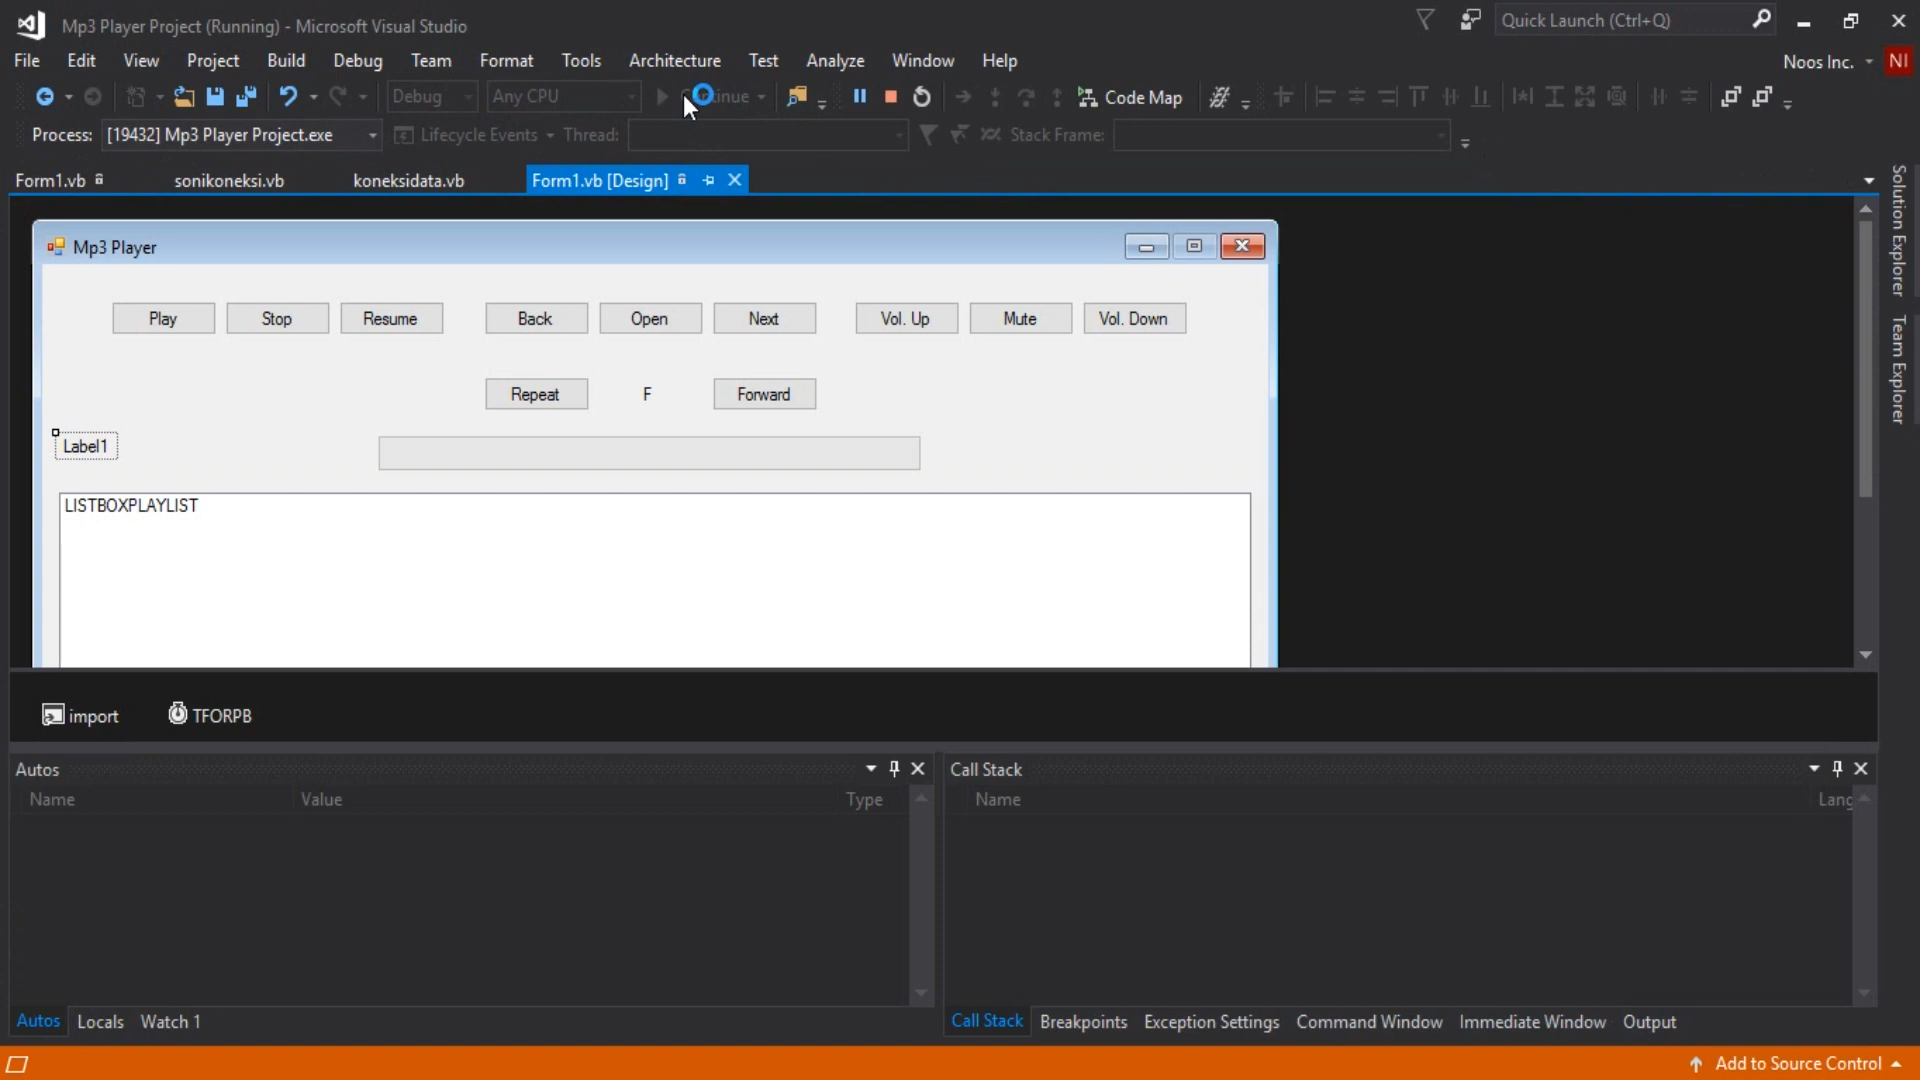 Mp3 Player Project (Running) - Microsoft Visual Studio
Quick Launch (Ctrl+Q)
File Edit View Project Build Debug Team Format Tools Architecture Test Analyze Window Help
Noos Inc. NI
Debug Any CPU Code Map
Process: [19432] Mp3 Player Project.exe Lifecycle Events Thread: Stack Frame:
Form1.vb sonikoneksi.vb koneksidata.vb Form1.vb [Design]
Solution Explorer
Team Explorer
Mp3 Player
Play Stop Resume Back Open Next Vol. Up Mute Vol. Down
Repeat F Forward
Label1
LISTBOXPLAYLIST
import TFORPB
Autos
Name Value Type
Call Stack
Name
Autos Locals Watch 1
Call Stack Breakpoints Exception Settings Command Window Immediate Window Output
Add to Source Control